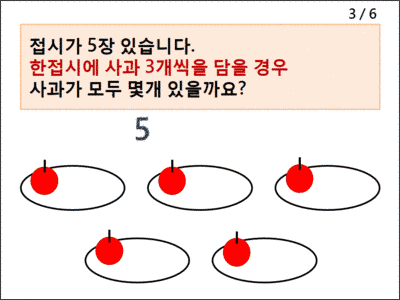 3 / 6
접시가 5장 있습니다.
한접시에 사과 3개씩을 담을 경우
사과가 모두 몇개 있을까요?
5